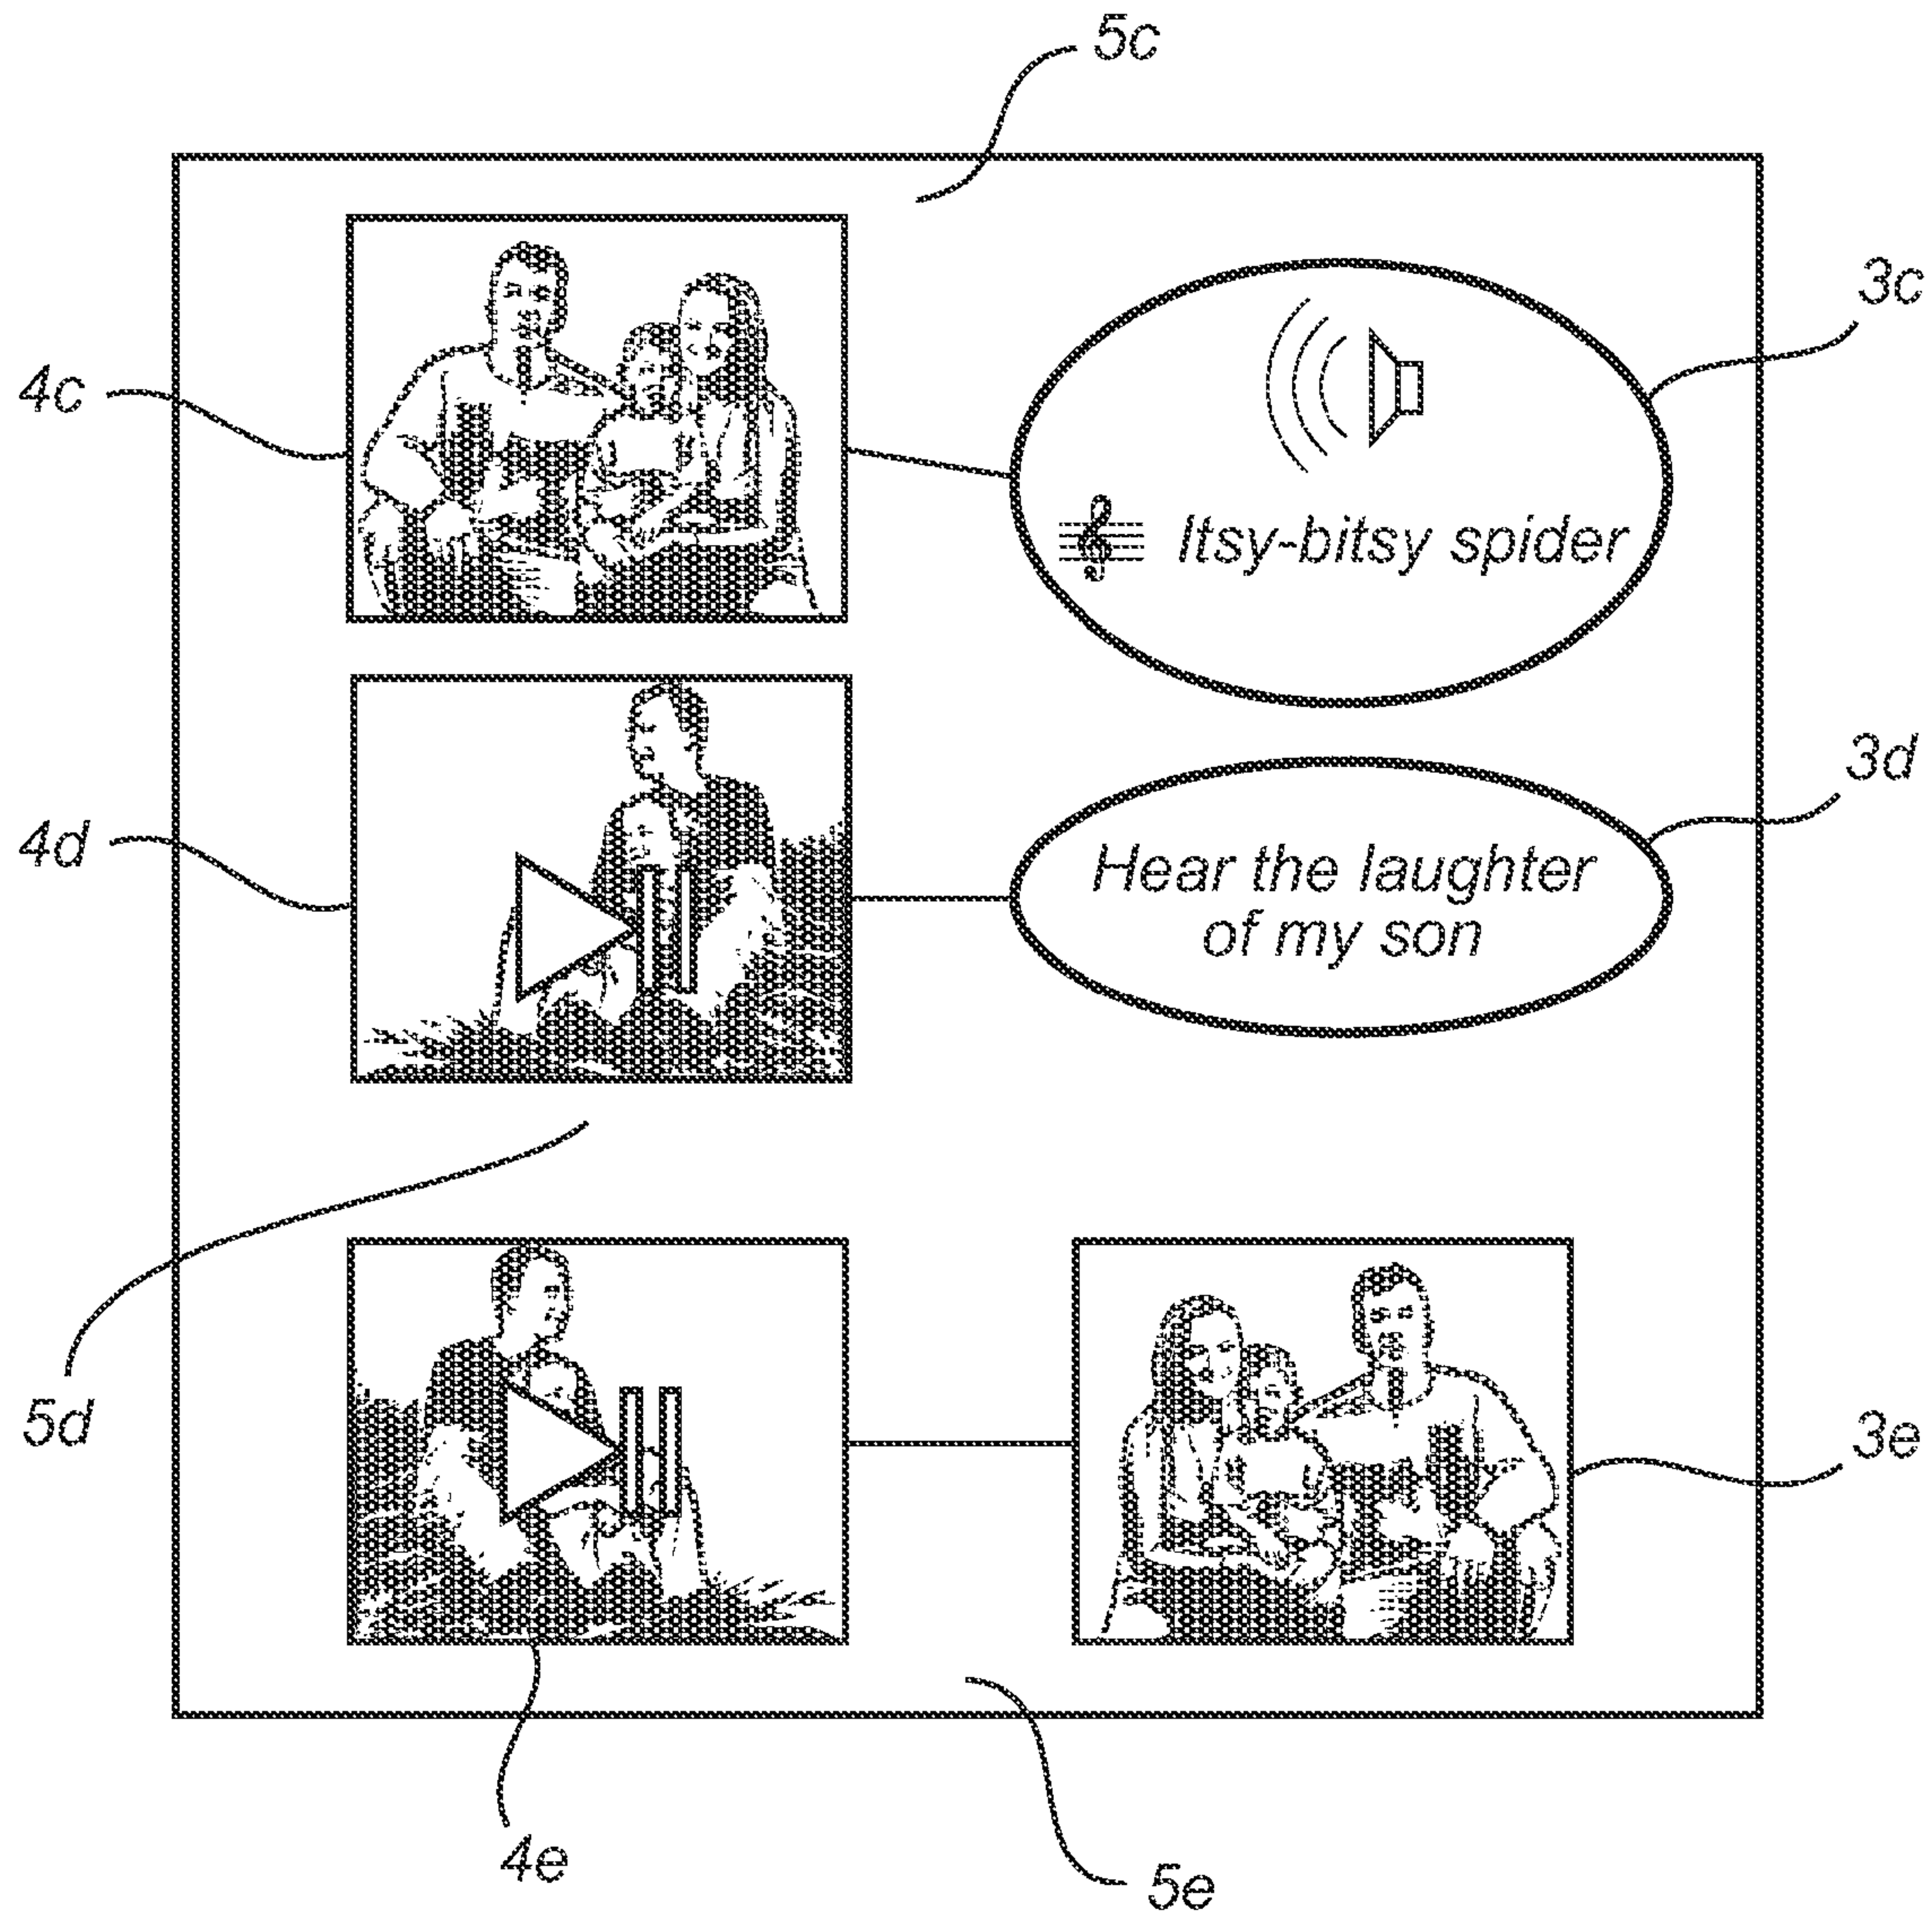 5c
3c
4c
Itsy-bitsy spider
3d
4d
Hear the laughter
of my son
5d
3e
4e
5e